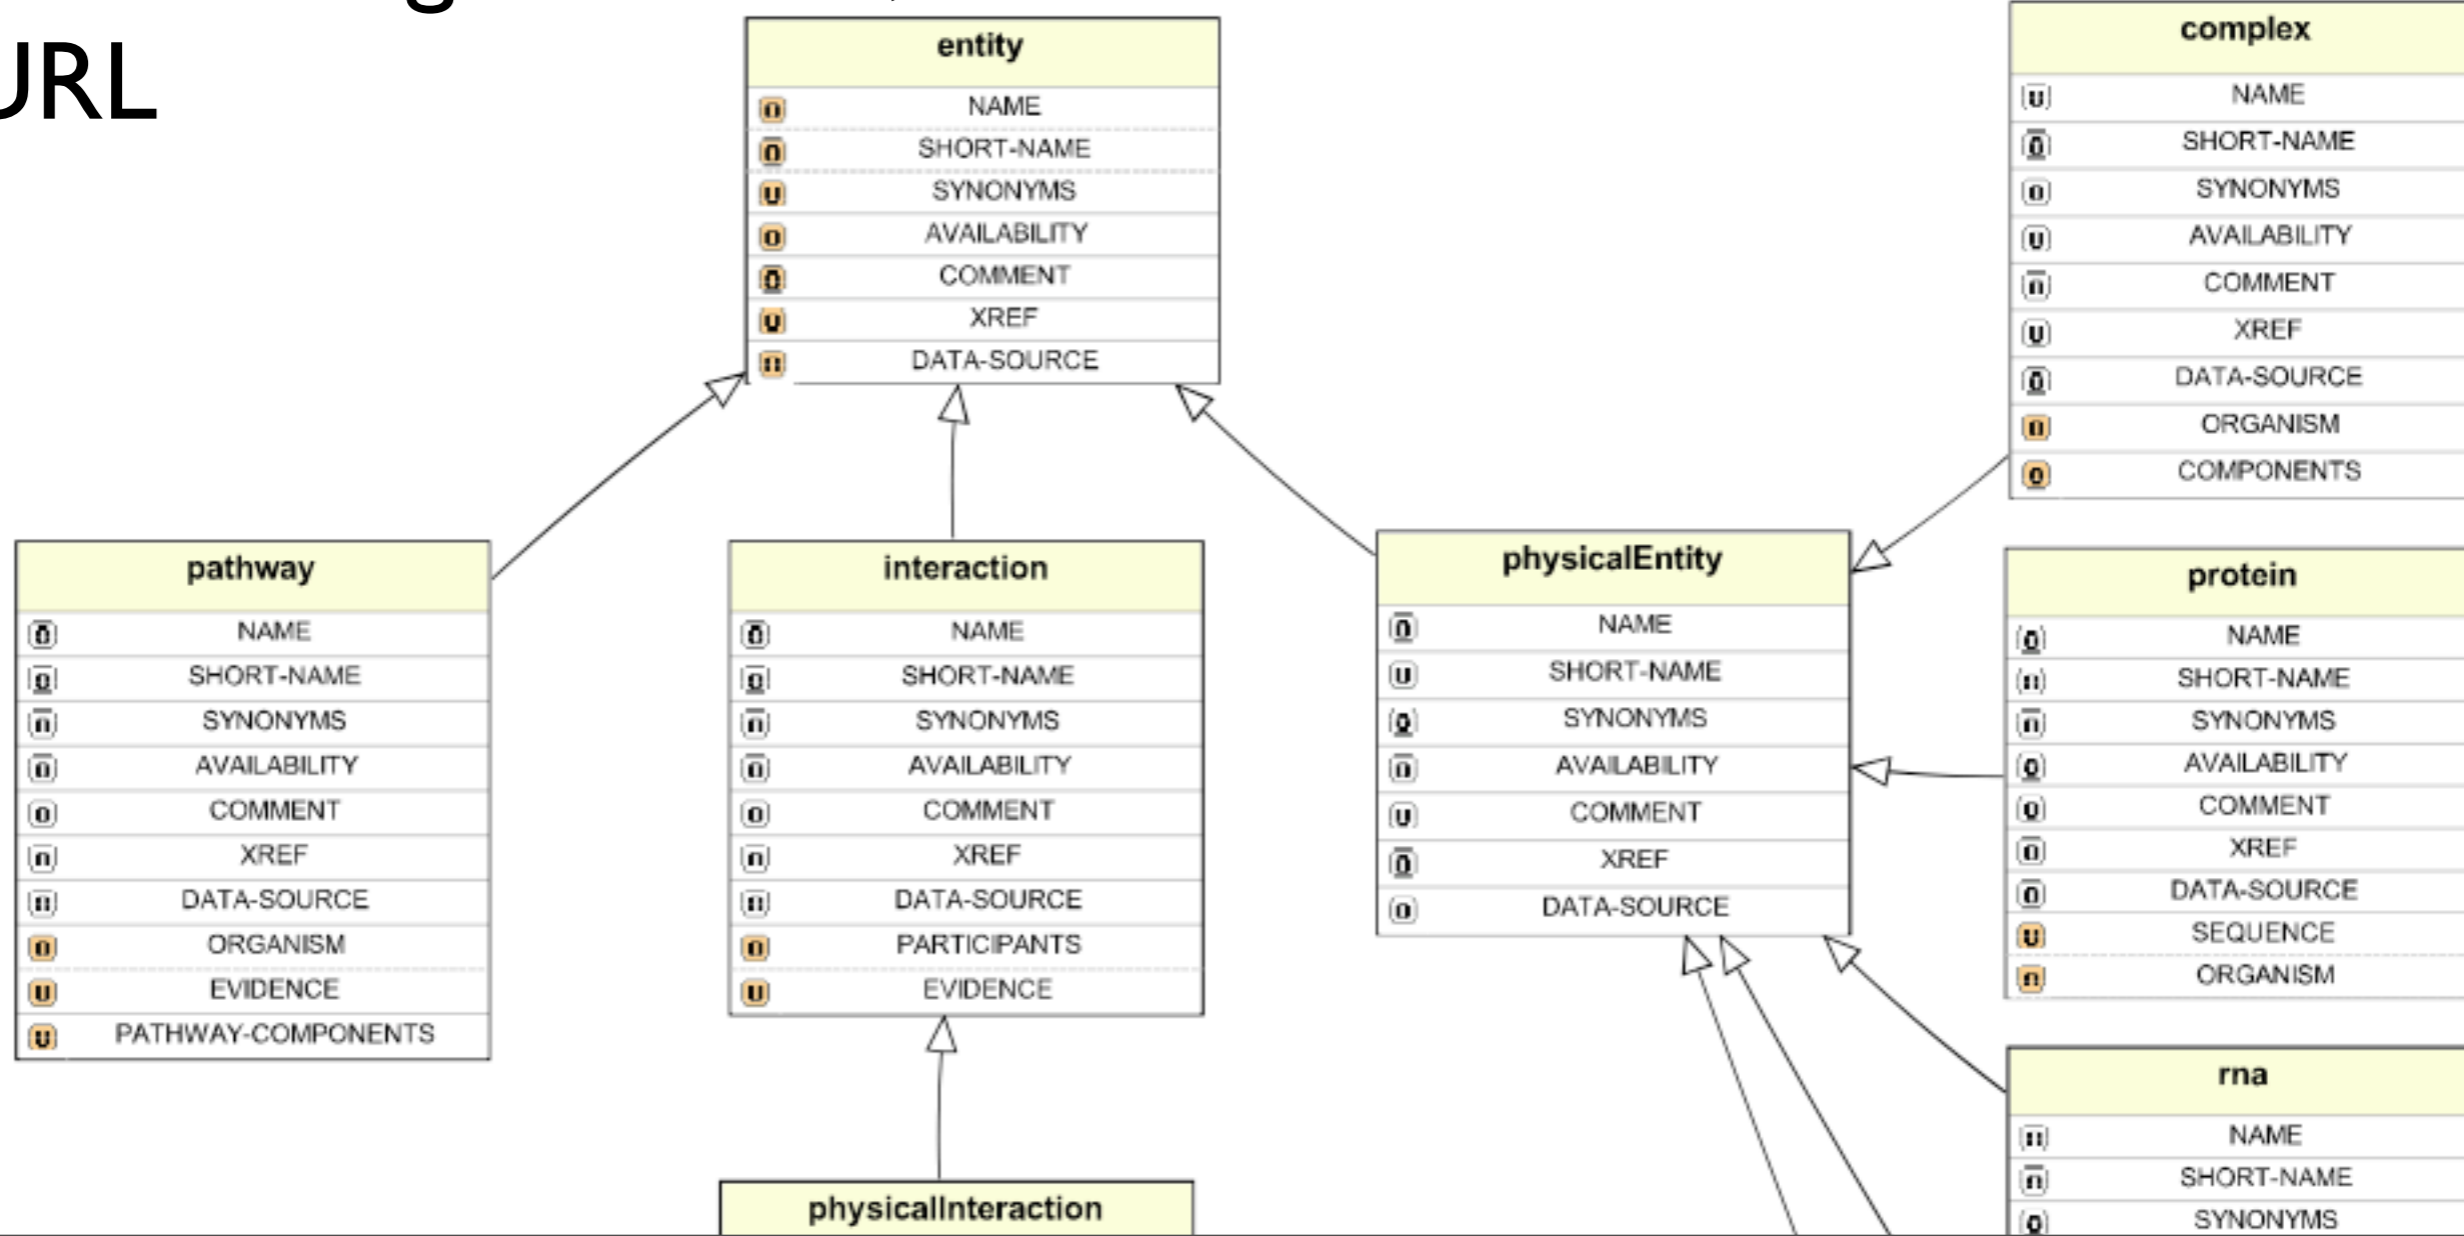 URL
entity
NAME
SHORT-NAME
SYNONYMS
AVAILABILITY
COMMENT
XREF
DATA-SOURCE
complex
NAME
SHORT-NAME
SYNONYMS
AVAILABILITY
COMMENT
XREF
DATA-SOURCE
ORGANISM
COMPONENTS
pathway
NAME
SHORT-NAME
SYNONYMS
AVAILABILITY
COMMENT
XREF
DATA-SOURCE
ORGANISM
EVIDENCE
PATHWAY-COMPONENTS
interaction
NAME
SHORT-NAME
SYNONYMS
AVAILABILITY
COMMENT
XREF
DATA-SOURCE
PARTICIPANTS
EVIDENCE
physicalEntity
NAME
SHORT-NAME
SYNONYMS
AVAILABILITY
COMMENT
XREF
DATA-SOURCE
protein
NAME
SHORT-NAME
SYNONYMS
AVAILABILITY
COMMENT
XREF
DATA-SOURCE
SEQUENCE
ORGANISM
physicalInteraction
rna
NAME
SHORT-NAME
SYNONYMS